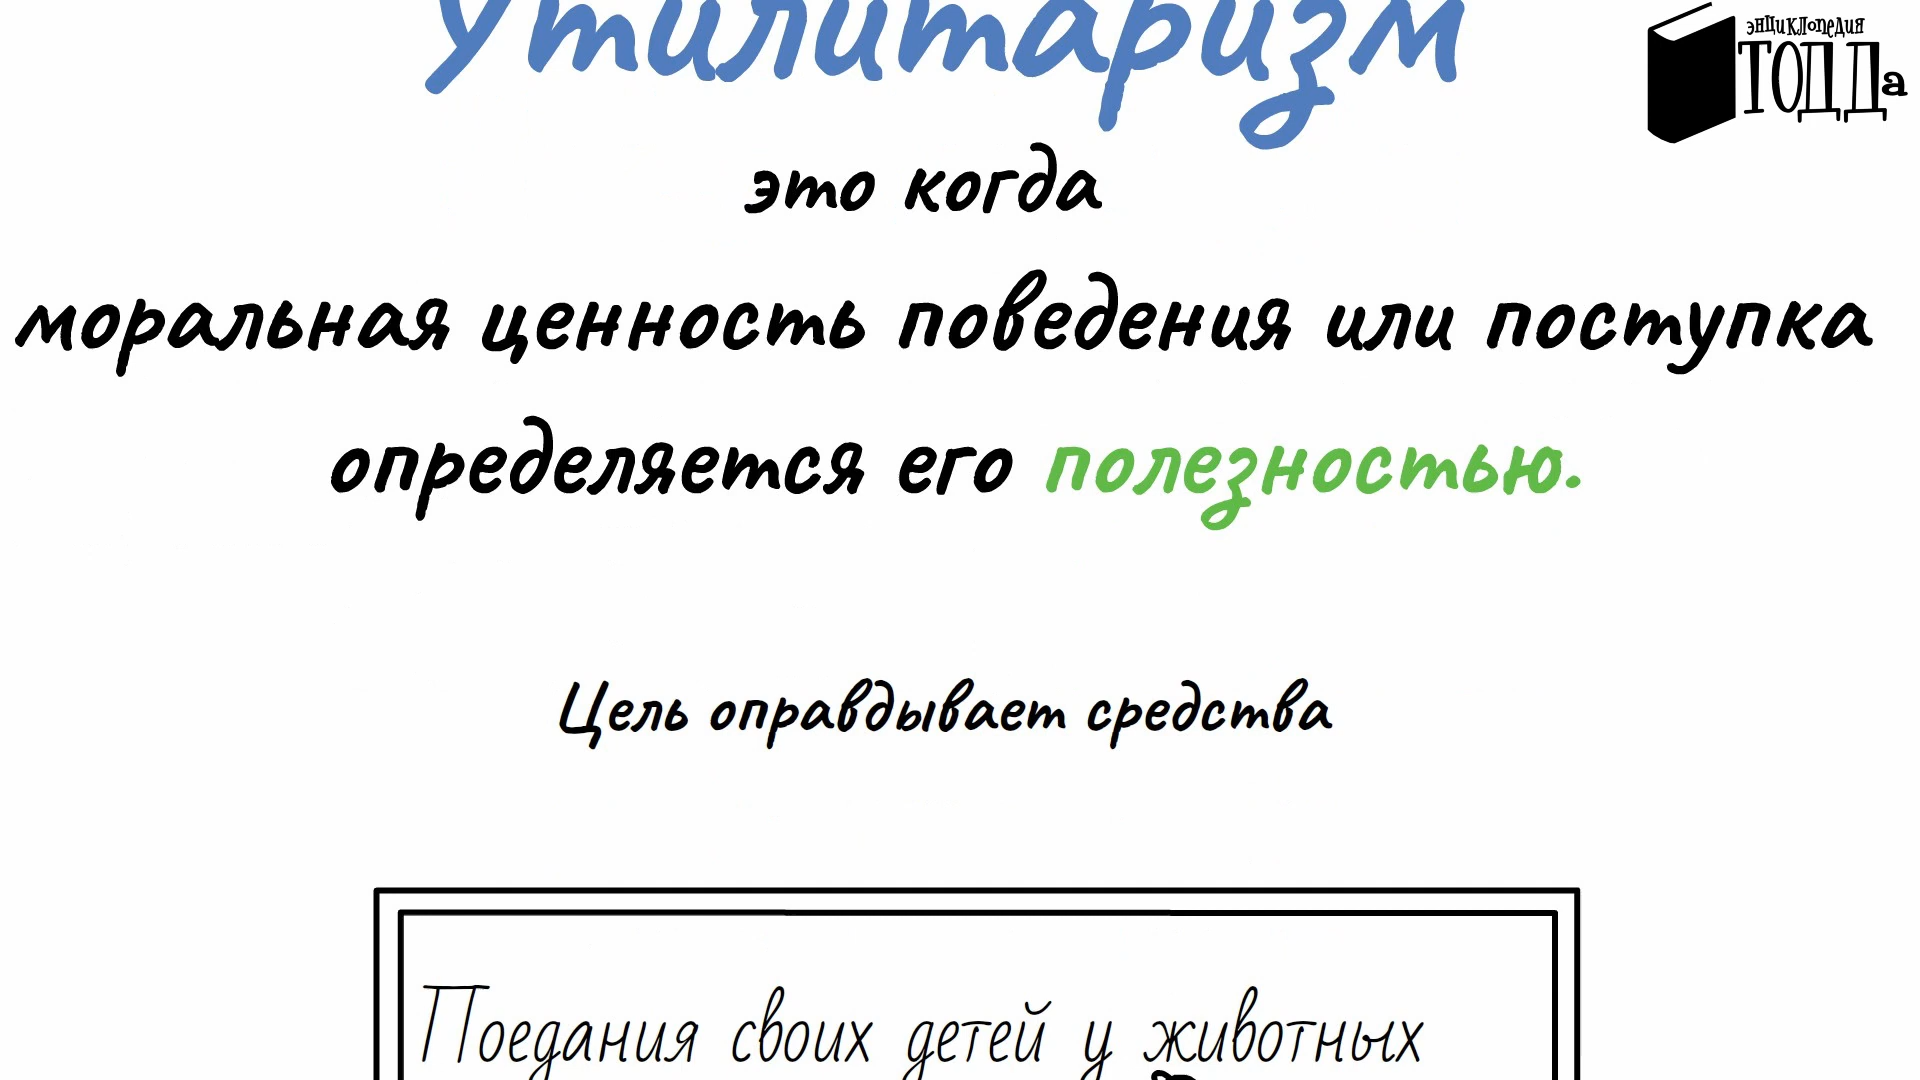 Утилитаризм
энциклопедия
ТОДДа
это когда
моральная ценность поведения или поступка
определяется его полезностью.
Цель оправдывает средства
Поедания своих детей у животных